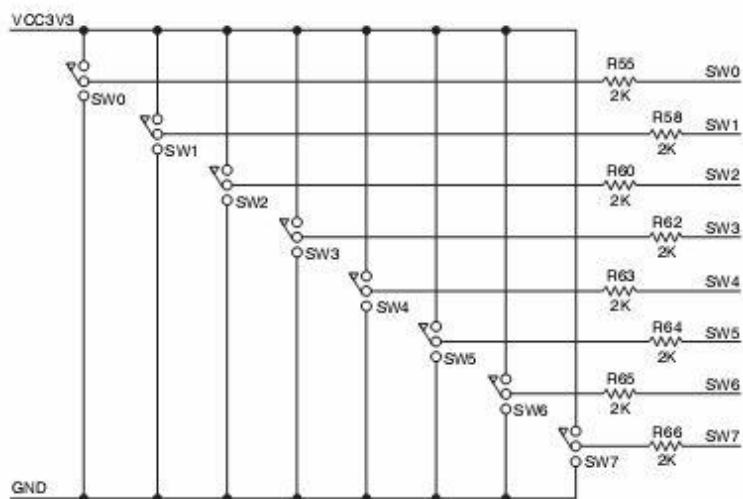 VCC3V3
R55 SW0
2K
SW0
R58 SW1
2K
SW1
R60 SW2
2K
SW2
R62 SW3
2K
SW3
R63 SW4
2K
SW4
R64 SW5
2K
SW5
R65 SW6
2K
SW6
R66 SW7
2K
SW7
GND